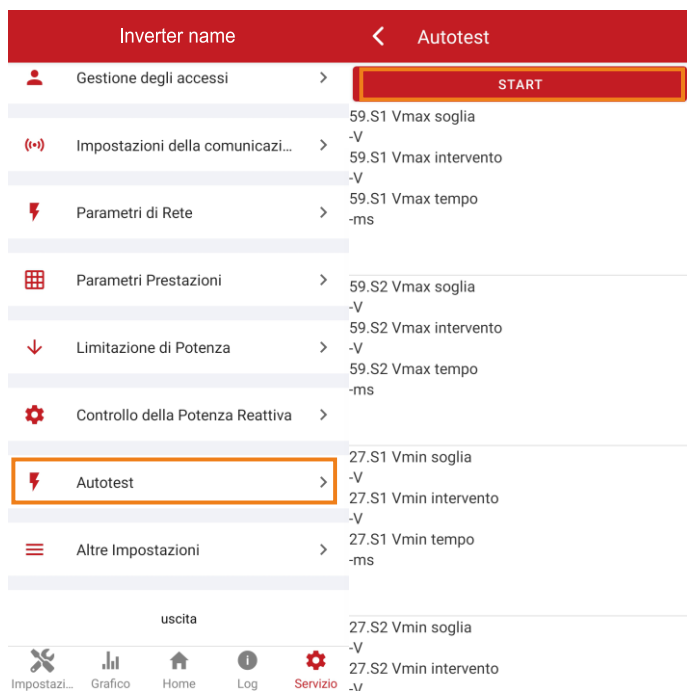 Inverter name
Gestione degli accessi
Impostazioni della comunicazi...
Parametri di Rete
Parametri Prestazioni
Limitazione di Potenza
Controllo della Potenza Reattiva
Autotest
Altre Impostazioni
uscita
Impostazi...
Grafico
Home
Log
Servizio
Autotest
START
59.S1 Vmax soglia
-V
59.S1 Vmax intervento
-V
59.S1 Vmax tempo
-ms
59.S2 Vmax soglia
-V
59.S2 Vmax intervento
-V
59.S2 Vmax tempo
-ms
27.S1 Vmin soglia
-V
27.S1 Vmin intervento
-V
27.S1 Vmin tempo
-ms
27.S2 Vmin soglia
-V
27.S2 Vmin intervento
-V